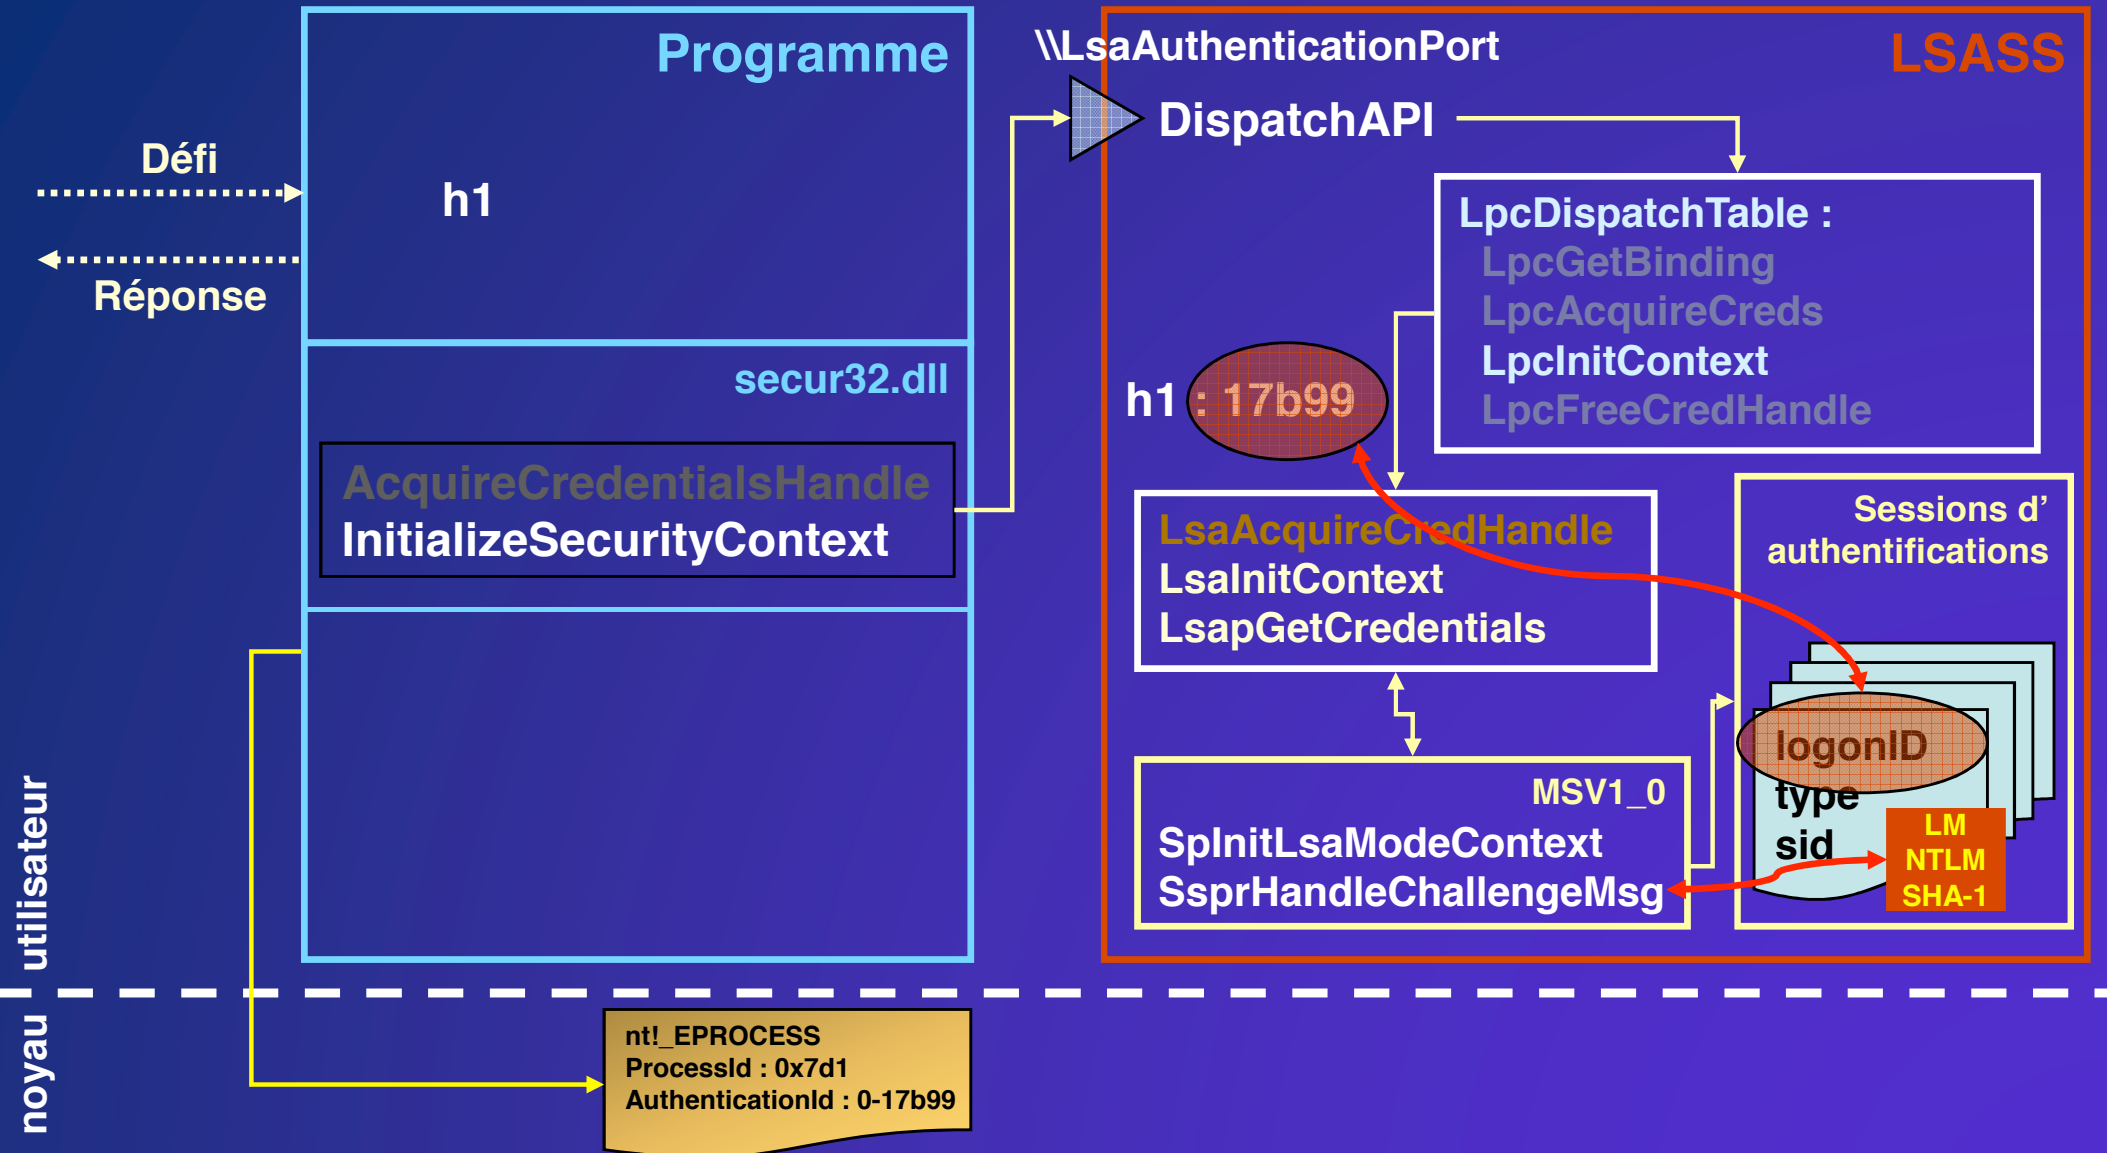 Programme
Défi
h1
Réponse
secur32.dll
AcquireCredentialsHandle
InitializeSecurityContext
\\LsaAuthenticationPort
LSASS
DispatchAPI
LpcDispatchTable :
LpcGetBinding
LpcAcquireCreds
LpcInitContext
LpcFreeCredHandle
h1 : 17b99
LsaAcquireCredHandle
LsaInitContext
LsapGetCredentials
Sessions d’
authentifications
logonID
type
sid
LM
NTLM
SHA-1
MSV1_0
SpInitLsaModeContext
SsprHandleChallengeMsg
utilisateur
noyau
nt!_EPROCESS
ProcessId : 0x7d1
AuthenticationId : 0-17b99